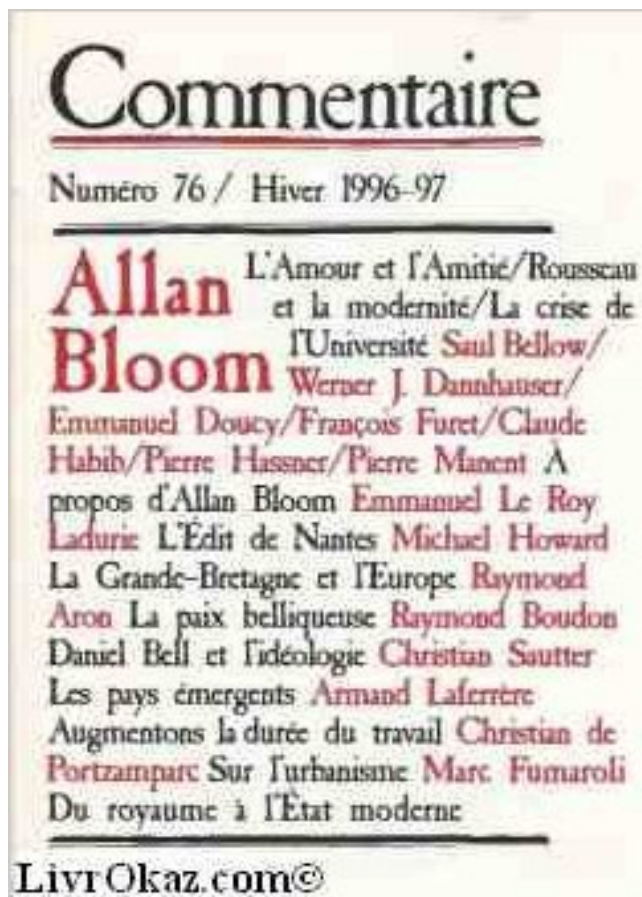 Commentaire
Numéro 76 / Hiver 1996-97
Allan
Bloom
L'Amour et l'Amitié/Rousseau
et la modernité/La crise de
l'Université Saul Bellow/
Werner J. Dannhauser/
Emmanuel Doucy/François Furet/Claude
Habib/Pierre Hassner/Pierre Manent À
propos d'Allan Bloom Emmanuel Le Roy
Ladurie L'Édit de Nantes Michael Howard
La Grande-Bretagne et l'Europe Raymond
Aron La paix belliqueuse Raymond Boudon
Daniel Bell et l'idéologie Christian Sautter
Les pays émergents Armand Laferrère
Augmentons la durée du travail Christian de
Portzamparc Sur l'urbanisme Marc Fumaroli
Du royaume à l'État moderne
LivrOkaz.com©